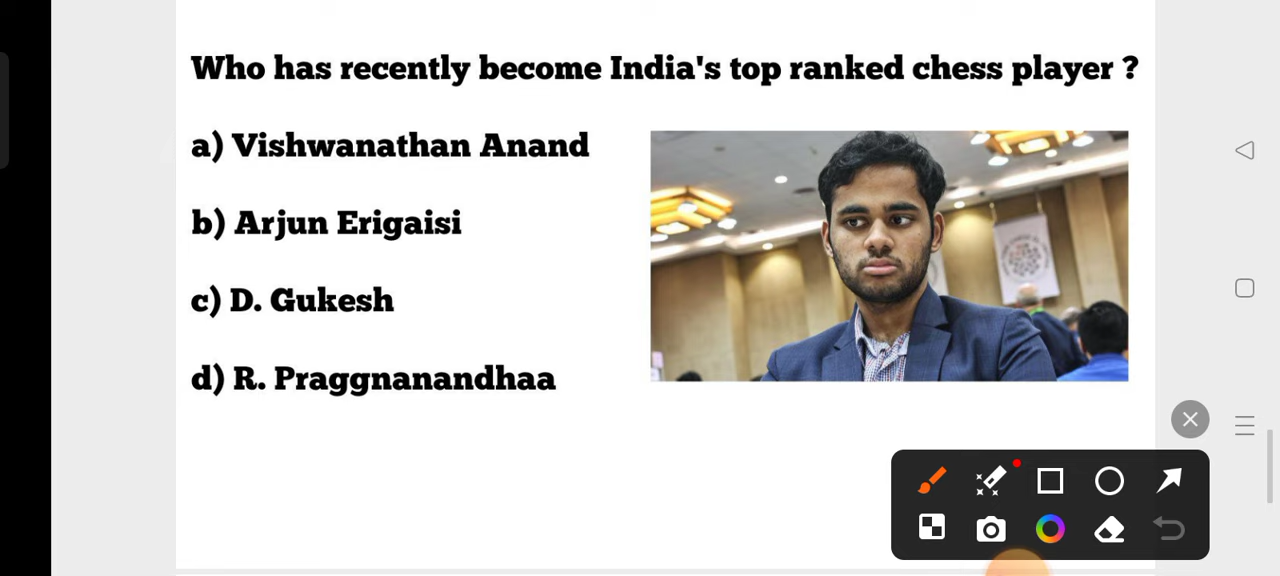 Who has recently become India's top ranked chess player ?
a) Vishwanathan Anand
b) Arjun Erigaisi
c) D. Gukesh
d) R. Praggnanandhaa